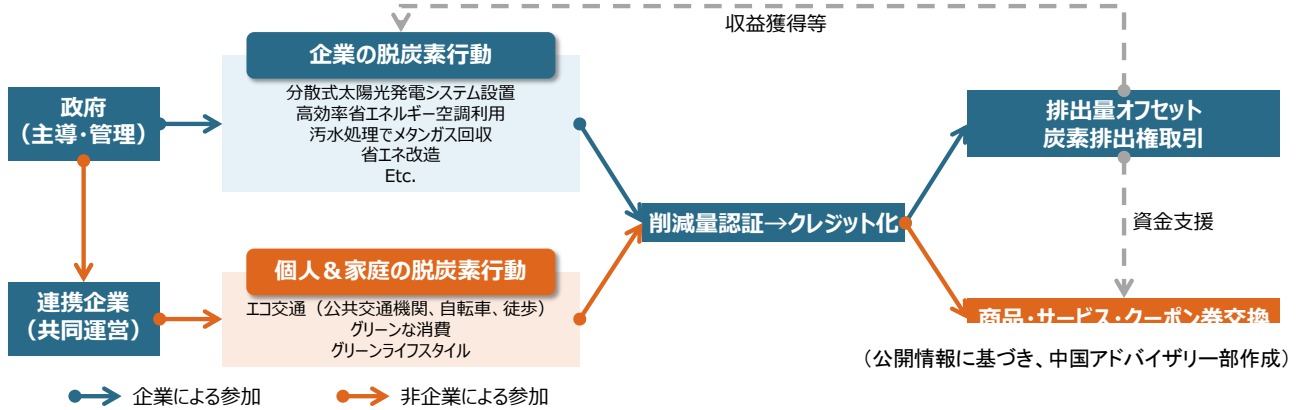 収益獲得等
企業の脱炭素行動
分散式太陽光発電システム設置
高効率省エネルギー空調利用
汚水処理でメタンガス回収
省エネ改造
Etc.
政府
（主導・管理）
排出量オフセット
炭素排出権取引
削減量認証→クレジット化
資金支援
個人＆家庭の脱炭素行動
エコ交通（公共交通機関、自転車、徒歩）
グリーンな消費
グリーンライフスタイル
連携企業
（共同運営）
商品・サービス・クーポン券交換
（公開情報に基づき、中国アドバイザリー部作成）
企業による参加
非企業による参加